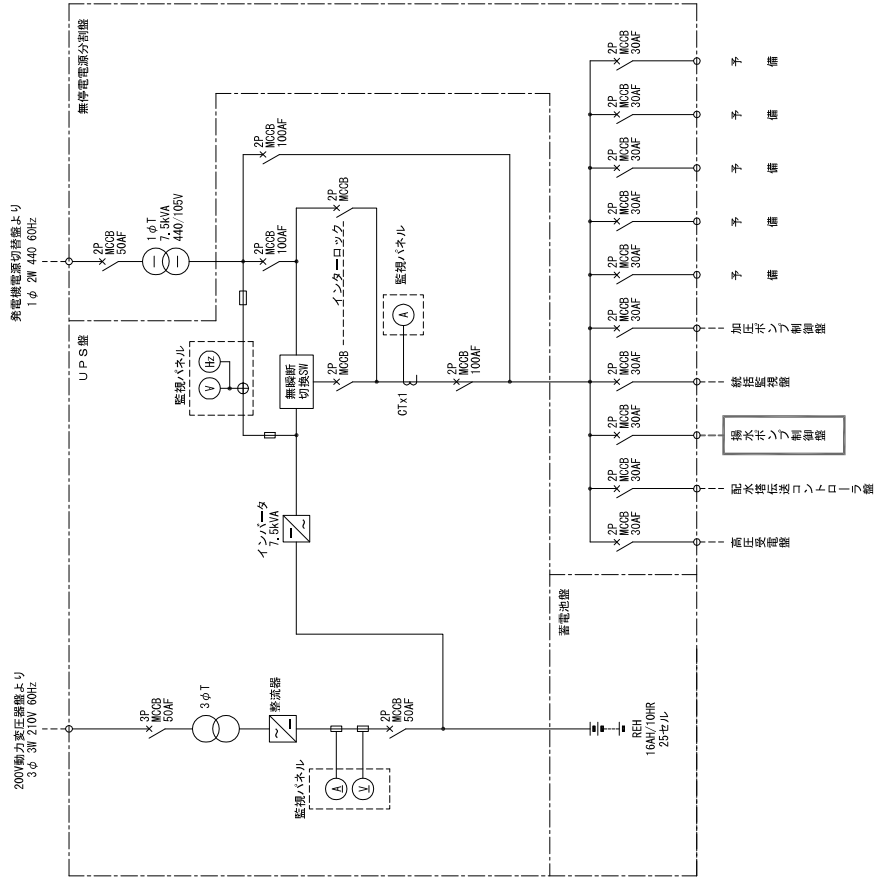 無停電電源分割盤
発電機電源切替盤より
1φ 2W 440 60Hz
2P
MCCB
50AF
1φT
7.5kVA
440/105V
UPS盤
2P
MCCB
100AF
2P
MCCB
100AF
2P
MCCB
インターロック
監視パネル
V
Hz
無瞬断
切換SW
2P
MCCB
監視パネル
A
CTx1
2P
MCCB
100AF
インバータ
7.5kVA
200V動力変圧器盤より
3φ 3W 210V 60Hz
3P
MCCB
50AF
3φT
整流器
監視パネル
A
V
2P
MCCB
50AF
蓄電池盤
REH
16AH/10HR
25セル
2P
MCCB
30AF
予備
2P
MCCB
30AF
予備
2P
MCCB
30AF
予備
2P
MCCB
30AF
予備
2P
MCCB
30AF
予備
2P
MCCB
30AF
加圧ポンプ制御盤
2P
MCCB
30AF
統括監視盤
2P
MCCB
30AF
揚水ポンプ制御盤
2P
MCCB
30AF
配水塔伝送コントローラ盤
2P
MCCB
30AF
高圧受電盤